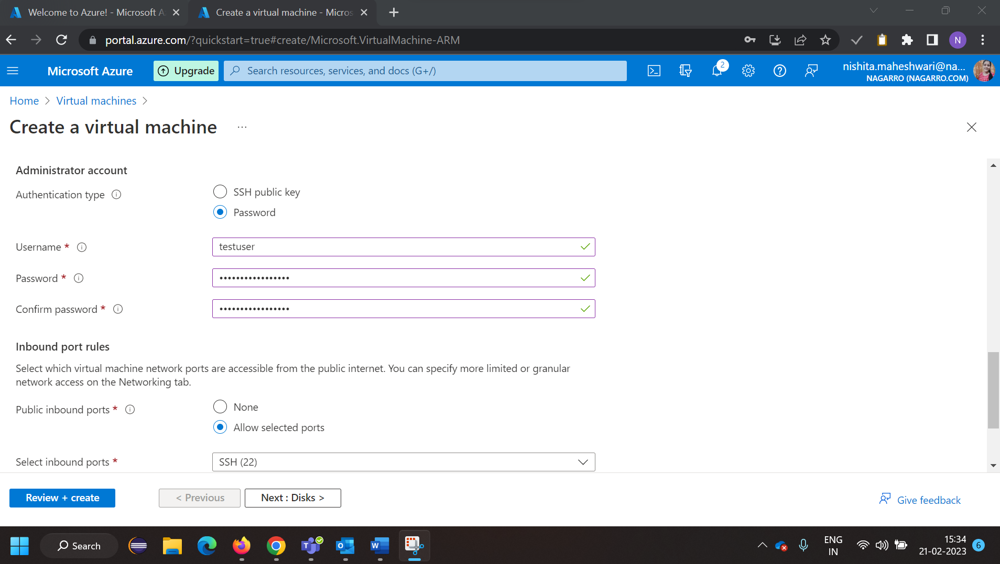 Welcome to Azure! - Microsoft A
Create a virtual machine - Micros
portal.azure.com/?quickstart=true#create/Microsoft.VirtualMachine-ARM
N
Microsoft Azure
Upgrade
Search resources, services, and docs (G+/)
2
nishita.maheshwari@na...
NAGARRO (NAGARRO.COM)
Home > Virtual machines >
Create a virtual machine ...
Administrator account
Authentication type
SSH public key
Password
Username *
testuser
Password *
•••••••••••••••••
Confirm password *
•••••••••••••••••
Inbound port rules
Select which virtual machine network ports are accessible from the public internet. You can specify more limited or granular
network access on the Networking tab.
Public inbound ports *
None
Allow selected ports
Select inbound ports *
SSH (22)
Review + create
< Previous
Next : Disks >
Give feedback
Search
ENG
IN
15:34
21-02-2023
6